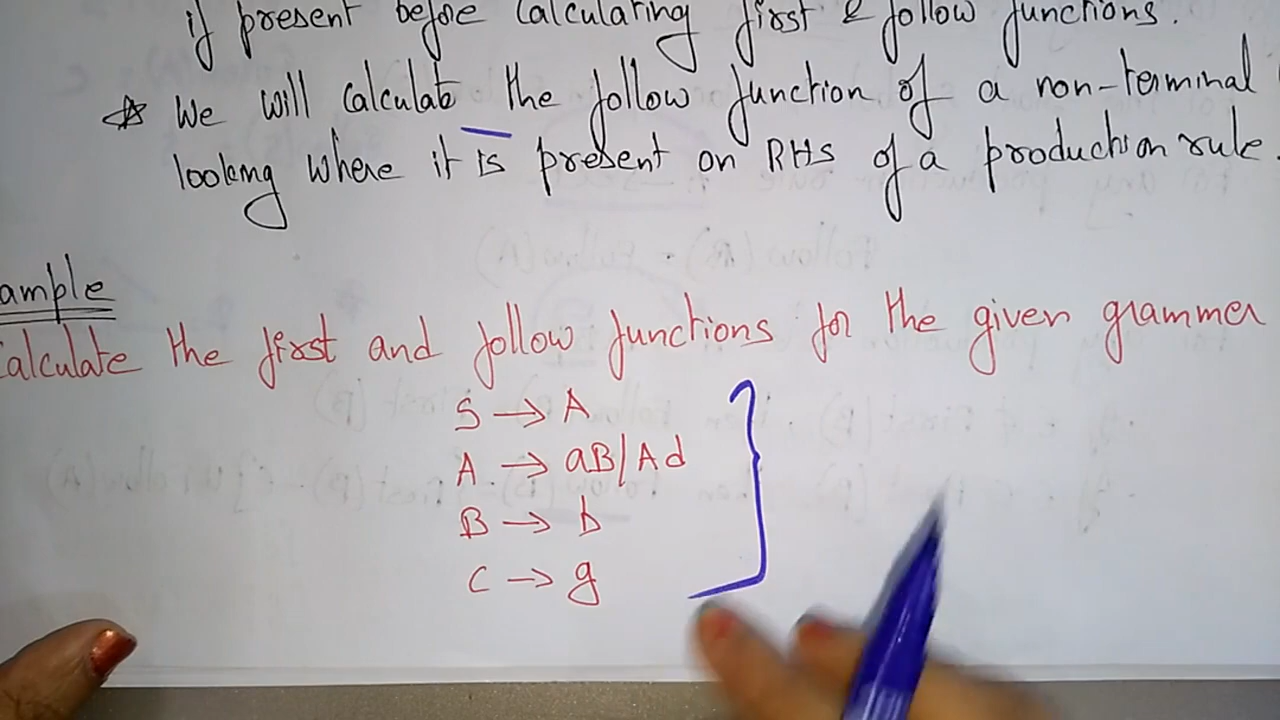 if present before calculating first & follow functions.
☆ We will calculate the follow function of a non-terminal
looking where it is present on RHS of a production rule.
ample
calculate the first and follow functions for the given grammer
S → A
A → aB/Ad
B → b
C → g